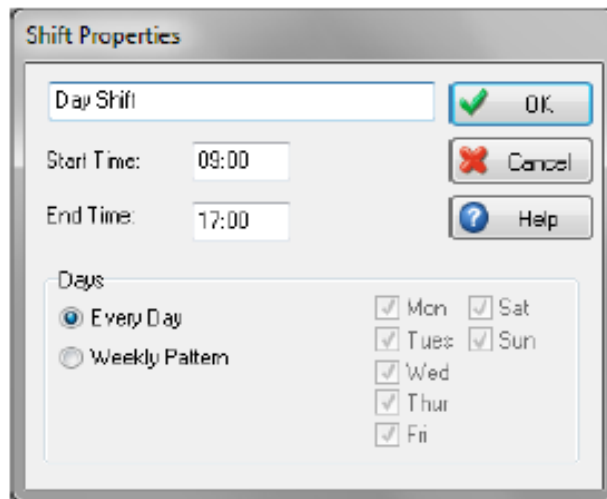 Shift Properties
Day Shift
OK
Start Time: 09:00
Cancel
End Time: 17:00
Help
Days
Every Day
Weekly Pattern
Mon Sat
Tues Sun
Wed
Thur
Fri